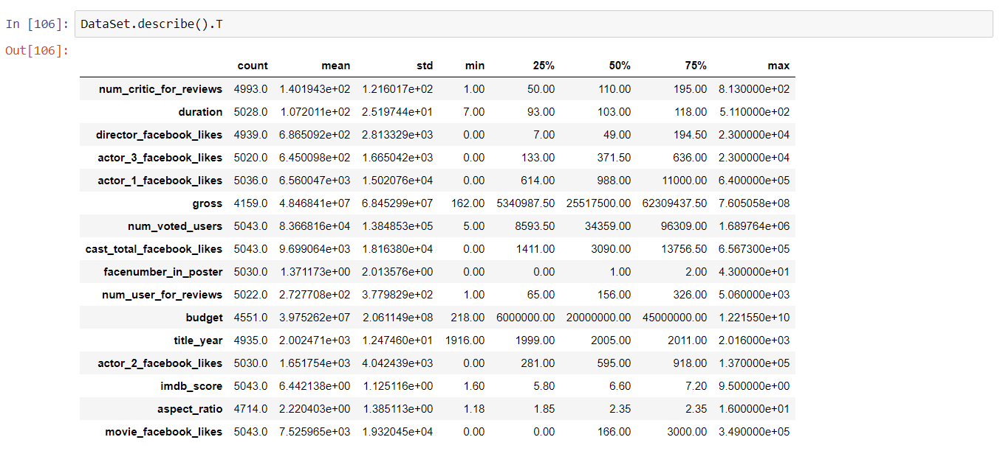 In [106]: DataSet.describe().T
Out[106]:
count mean std min 25% 50% 75% max
num_critic_for_reviews 4993.0 1.401943e+02 1.216017e+02 1.00 50.00 110.00 195.00 8.130000e+02
duration 5028.0 1.072011e+02 2.519744e+01 7.00 93.00 103.00 118.00 5.110000e+02
director_facebook_likes 4939.0 6.865092e+02 2.813329e+03 0.00 7.00 49.00 194.50 2.300000e+04
actor_3_facebook_likes 5020.0 6.450098e+02 1.665042e+03 0.00 133.00 371.50 636.00 2.300000e+04
actor_1_facebook_likes 5036.0 6.560047e+03 1.502076e+04 0.00 614.00 988.00 11000.00 6.400000e+05
gross 4159.0 4.846841e+07 6.845299e+07 162.00 5340987.50 25517500.00 62309437.50 7.605058e+08
num_voted_users 5043.0 8.366816e+04 1.384853e+05 5.00 8593.50 34359.00 96309.00 1.689764e+06
cast_total_facebook_likes 5043.0 9.699064e+03 1.816380e+04 0.00 1411.00 3090.00 13756.50 6.567300e+05
facenumber_in_poster 5030.0 1.371173e+00 2.013576e+00 0.00 0.00 1.00 2.00 4.300000e+01
num_user_for_reviews 5022.0 2.727708e+02 3.779829e+02 1.00 65.00 156.00 326.00 5.060000e+03
budget 4551.0 3.975262e+07 2.061149e+08 218.00 6000000.00 20000000.00 45000000.00 1.221550e+10
title_year 4935.0 2.002471e+03 1.247460e+01 1916.00 1999.00 2005.00 2011.00 2.016000e+03
actor_2_facebook_likes 5030.0 1.651754e+03 4.042439e+03 0.00 281.00 595.00 918.00 1.370000e+05
imdb_score 5043.0 6.442138e+00 1.125116e+00 1.60 5.80 6.60 7.20 9.500000e+00
aspect_ratio 4714.0 2.220403e+00 1.385113e+00 1.18 1.85 2.35 2.35 1.600000e+01
movie_facebook_likes 5043.0 7.525965e+03 1.932045e+04 0.00 0.00 166.00 3000.00 3.490000e+05